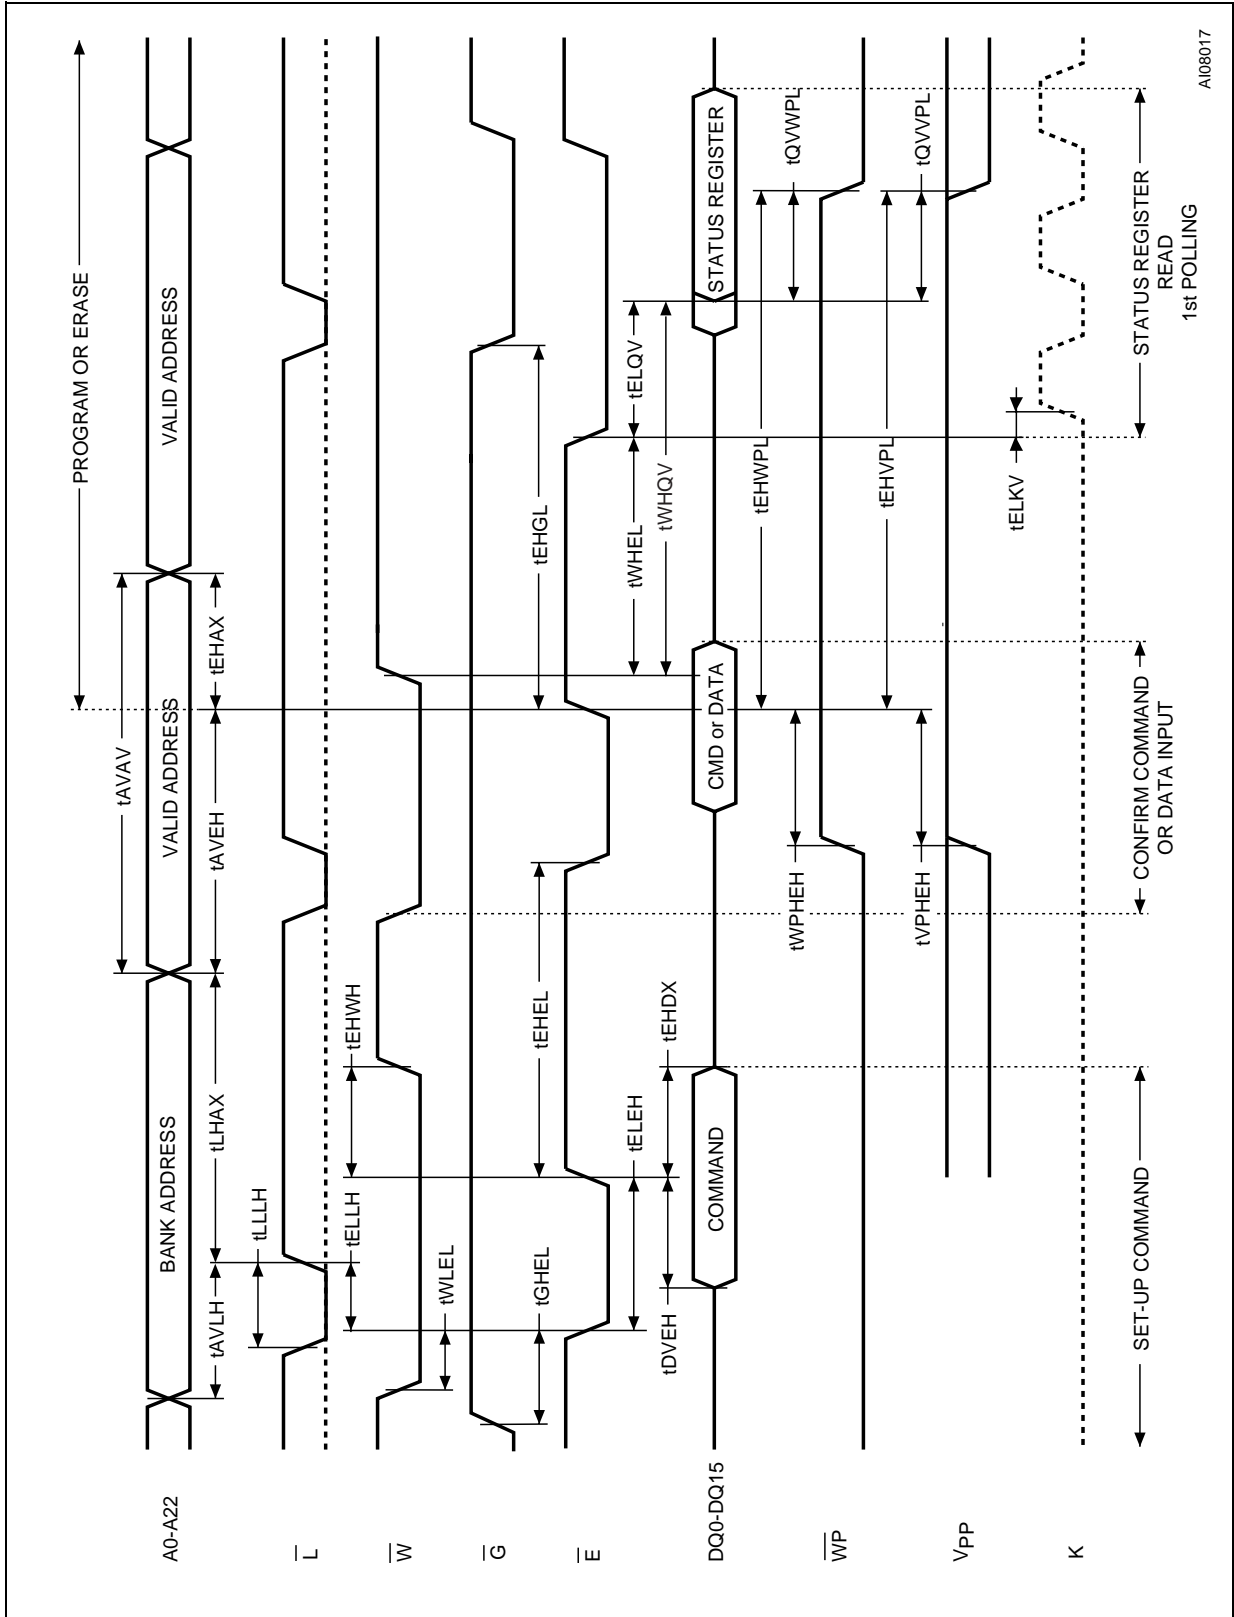 PROGRAM OR ERASE
tAVAV
A0-A22
BANK ADDRESS
VALID ADDRESS
VALID ADDRESS
tAVLH
tLHAX
tAVEH
tEHAX
tLLLH
L
tELLH
tEHWH
W
tWLEL
G
tGHEL
tEHEL
tEHGL
E
tELEH
tWHEL
tELQV
tDVEH
tEHDX
tWHQV
DQ0-DQ15
COMMAND
CMD or DATA
STATUS REGISTER
tEHWPL
tWPHEH
tQVWPL
WP
tEHVPL
tVPHEH
tQVVPL
VPP
tELKV
K
SET-UP COMMAND
CONFIRM COMMAND
OR DATA INPUT
STATUS REGISTER
READ
1st POLLING
AI08017